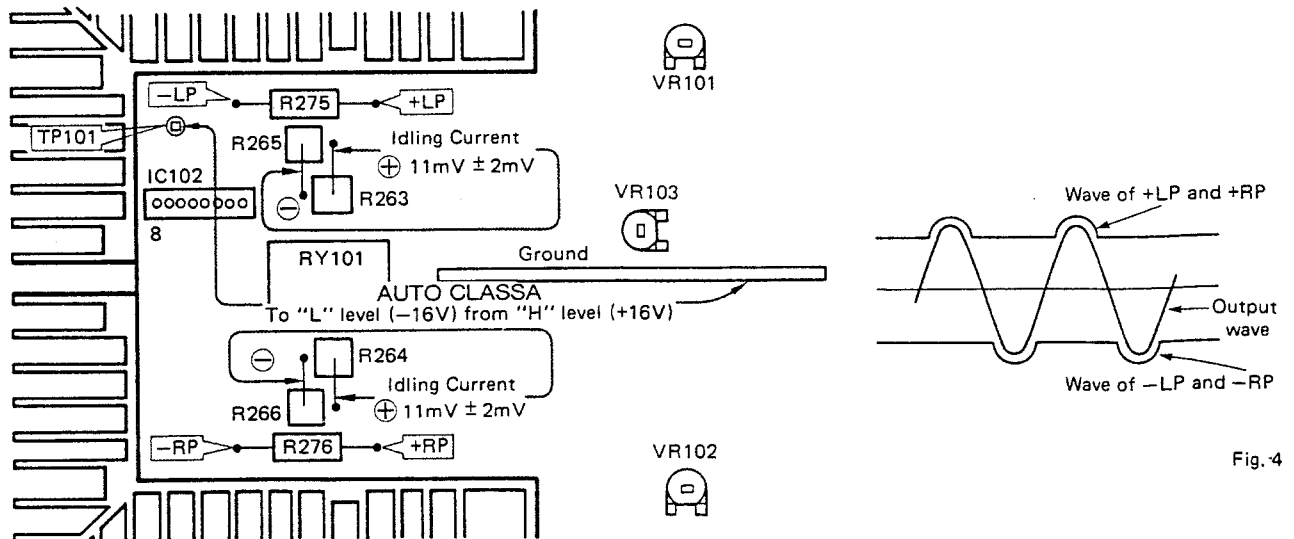 VR101
−LP
R275
+LP
TP101
R265
Idling Current
⊕ 11mV ± 2mV
IC102
R263
⊖
8
VR103
RY101
Ground
AUTO CLASSA
To “L” level (−16V) from “H” level (+16V)
⊖
R264
Idling Current
⊕ 11mV ± 2mV
R266
−RP
R276
+RP
VR102
Wave of +LP and +RP
Output
wave
Wave of −LP and −RP
Fig. 4